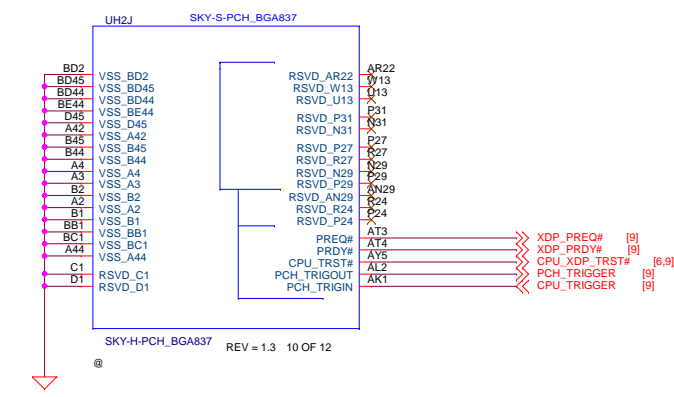 UH2J SKY-S-PCH_BGA837
BD2 VSS_BD2 RSVD_AR22 AR22
BD45 VSS_BD45 RSVD_W13 W13
BD44 VSS_BD44 RSVD_U13 U13
BE44 VSS_BE44
D45 VSS_D45 RSVD_P31 P31
A42 VSS_A42 RSVD_N31 N31
B45 VSS_B45 RSVD_P27 P27
B44 VSS_B44 RSVD_R27 R27
A4 VSS_A4 RSVD_N29 N29
A3 VSS_A3 RSVD_P29 P29
B2 VSS_B2 RSVD_AN29 AN29
A2 VSS_A2 RSVD_R24 R24
B1 VSS_B1 RSVD_P24 P24
BB1 VSS_BB1 PREQ# AT3 XDP_PREQ# [9]
BC1 VSS_BC1 PRDY# AT4 XDP_PRDY# [9]
A44 VSS_A44 CPU_TRST# AY5 CPU_XDP_TRST# [6,9]
C1 RSVD_C1 PCH_TRIGOUT AL2 PCH_TRIGGER [9]
D1 RSVD_D1 PCH_TRIGIN AK1 CPU_TRIGGER [9]
SKY-H-PCH_BGA837 REV = 1.3 10 OF 12
@